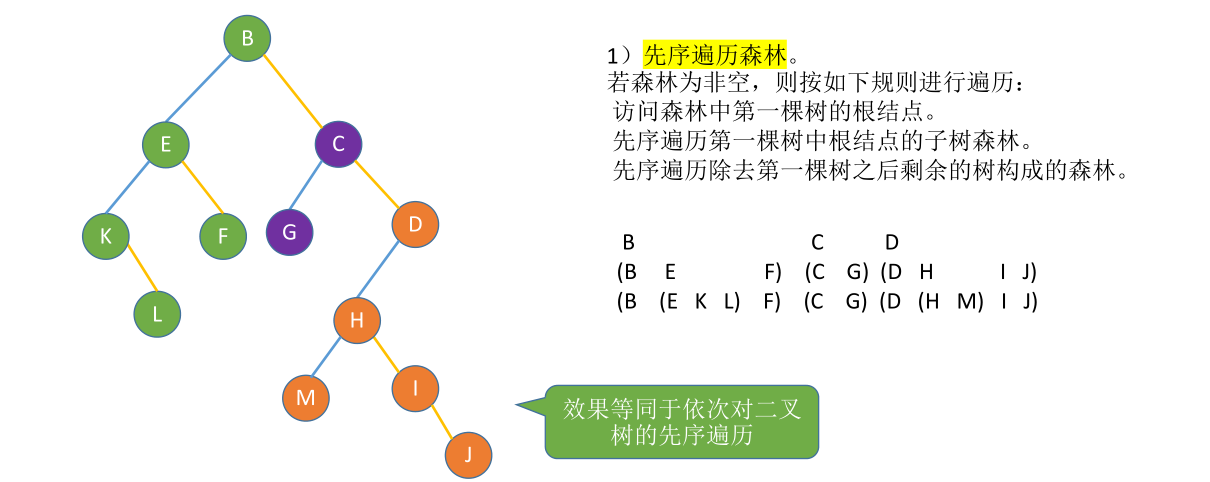 B
E
C
K
F
G
D
L
H
M
I
J
1）先序遍历森林。
若森林为非空，则按如下规则进行遍历：
访问森林中第一棵树的根结点。
先序遍历第一棵树中根结点的子树森林。
先序遍历除去第一棵树之后剩余的树构成的森林。
B C D
(B E F) (C G) (D H I J)
(B (E K L) F) (C G) (D (H M) I J)
效果等同于依次对二叉
树的先序遍历